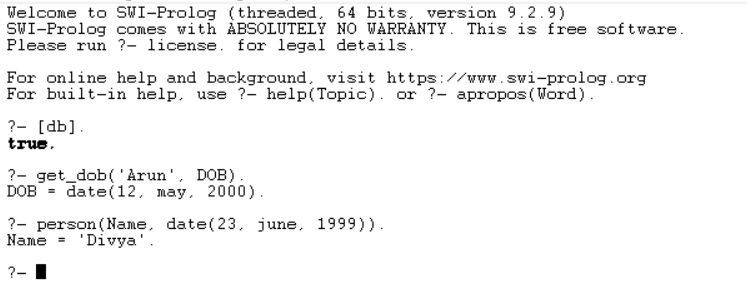 Welcome to SWI-Prolog (threaded, 64 bits, version 9.2.9)
SWI-Prolog comes with ABSOLUTELY NO WARRANTY. This is free software.
Please run ?- license. for legal details.
For online help and background, visit https://www.swi-prolog.org
For built-in help, use ?- help(Topic). or ?- apropos(Word).
?- [db].
true.
?- get_dob('Arun', DOB).
DOB = date(12, may, 2000).
?- person(Name, date(23, june, 1999)).
Name = 'Divya'.
?-